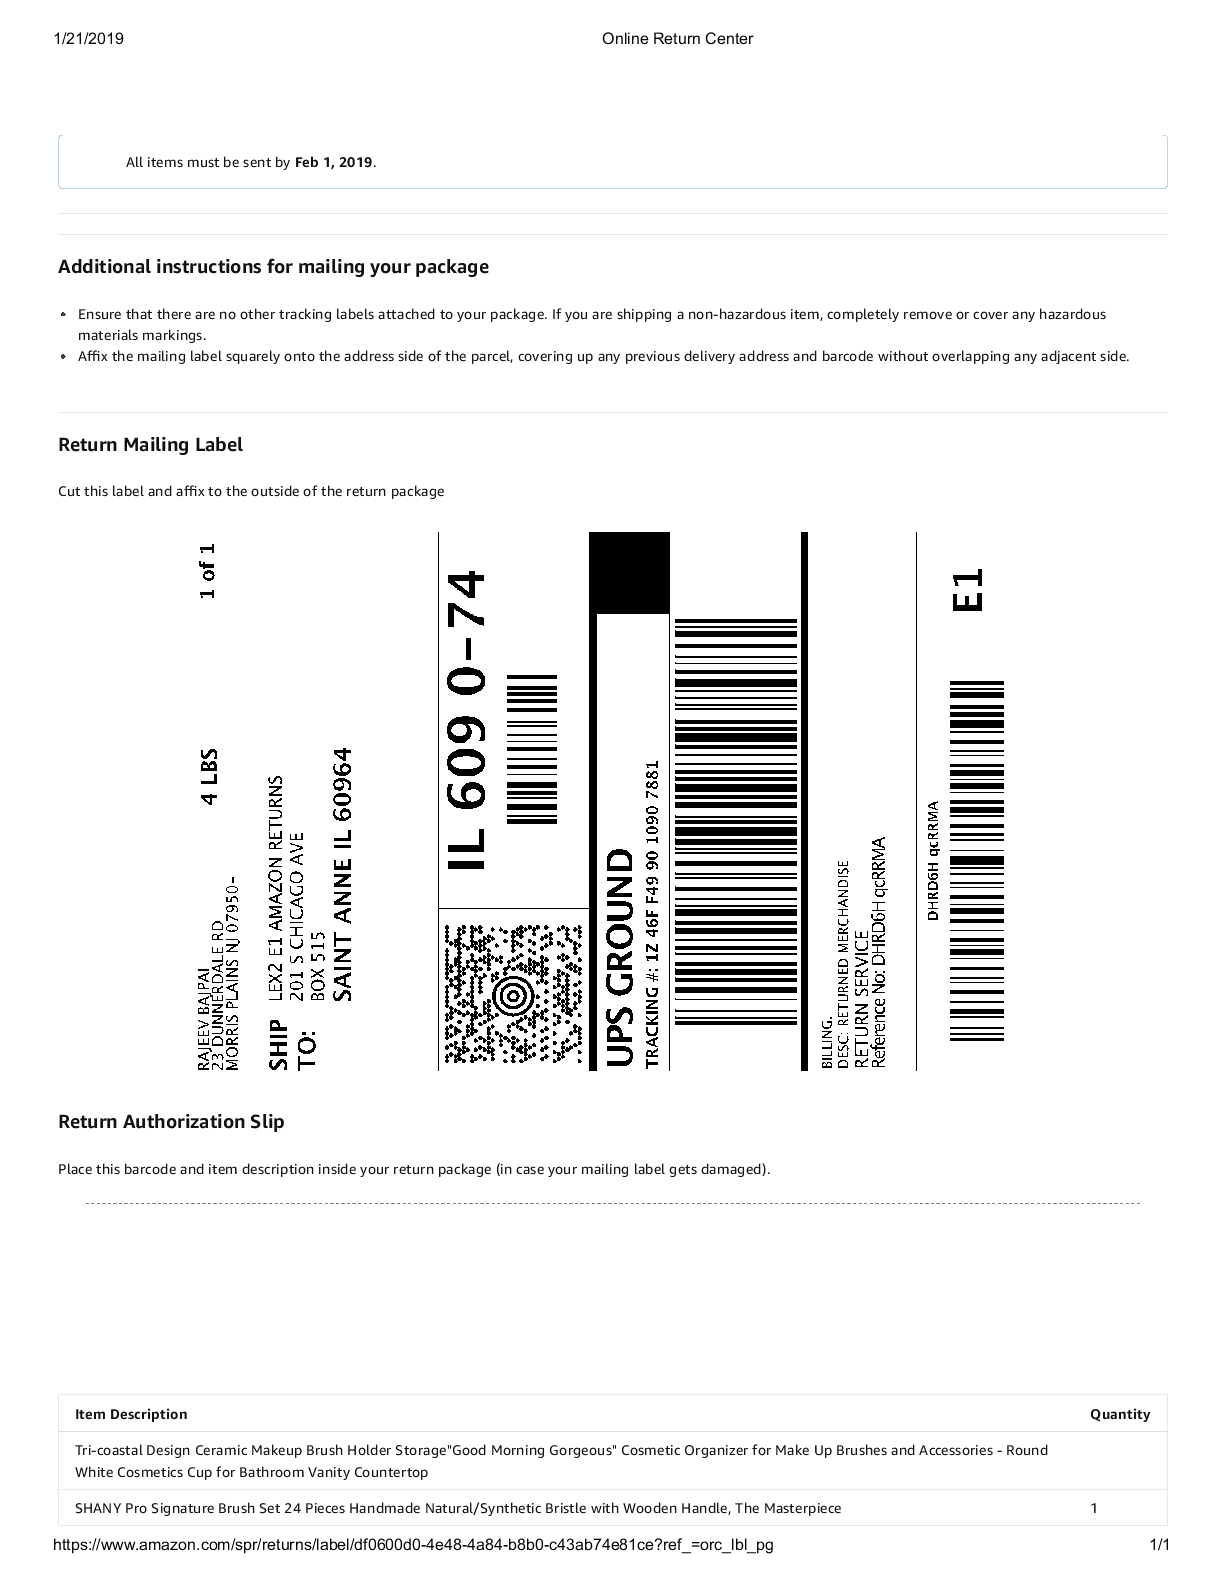 1/21/2019
Online Return Center
All items must be sent by Feb 1, 2019.
Additional instructions for mailing your package
• Ensure that there are no other tracking labels attached to your package. If you are shipping a non-hazardous item, completely remove or cover any hazardous
materials markings.
• Affix the mailing label squarely onto the address side of the parcel, covering up any previous delivery address and barcode without overlapping any adjacent side.
Return Mailing Label
Cut this label and affix to the outside of the return package
RAJEEV BAJPAI
23 DUNNERDALE RD
MORRIS PLAINS NJ 07950-
4 LBS
1 of 1
SHIP
TO:
LEX2 E1 AMAZON RETURNS
201 S CHICAGO AVE
BOX 515
SAINT ANNE IL 60964
IL 609 0-74
UPS GROUND
TRACKING #: 1Z 46F F49 90 1090 7881
BILLING.
DESC: RETURNED MERCHANDISE
RETURN SERVICE
Reference No: DHRD6HqcRRMA
DHRD6H qcRRMA
E1
Return Authorization Slip
Place this barcode and item description inside your return package (in case your mailing label gets damaged).
Item Description
Quantity
Tri-coastal Design Ceramic Makeup Brush Holder Storage"Good Morning Gorgeous" Cosmetic Organizer for Make Up Brushes and Accessories - Round
White Cosmetics Cup for Bathroom Vanity Countertop
SHANY Pro Signature Brush Set 24 Pieces Handmade Natural/Synthetic Bristle with Wooden Handle, The Masterpiece
1
https://www.amazon.com/spr/returns/label/df0600d0-4e48-4a84-b8b0-c43ab74e81ce?ref_=orc_lbl_pg
1/1